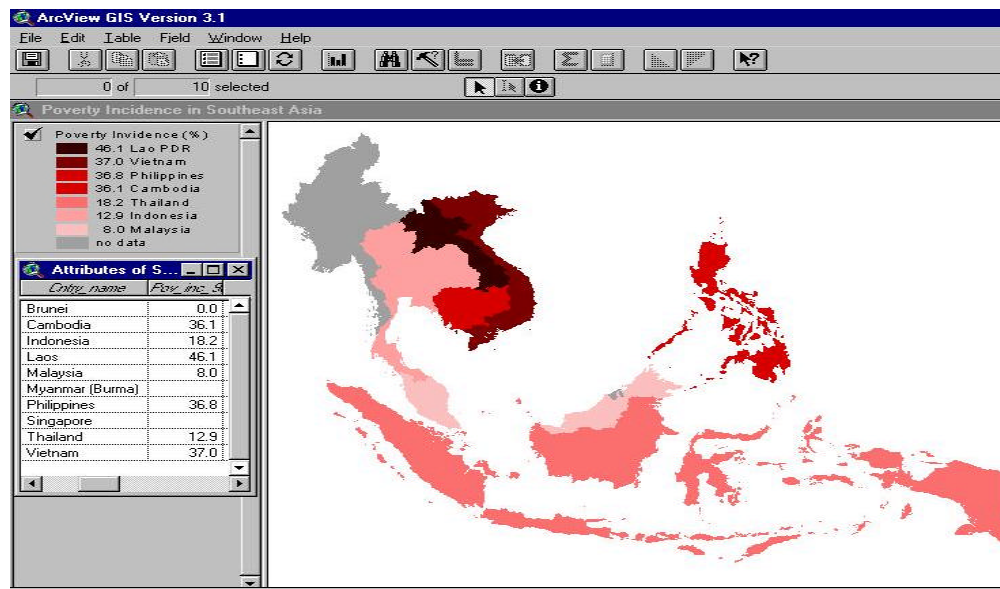 ArcView GIS Version 3.1
File Edit Table Field Window Help
0 of 10 selected
Poverty Incidence in Southeast Asia
Poverty Invidence (%)
46.1 Lao PDR
37.0 Vietnam
36.8 Philippines
36.1 Cambodia
18.2 Thailand
12.9 Indonesia
8.0 Malaysia
no data
Attributes of S...
Cntry_name Pov_inc_9
Brunei 0.0
Cambodia 36.1
Indonesia 18.2
Laos 46.1
Malaysia 8.0
Myanmar (Burma)
Philippines 36.8
Singapore
Thailand 12.9
Vietnam 37.0